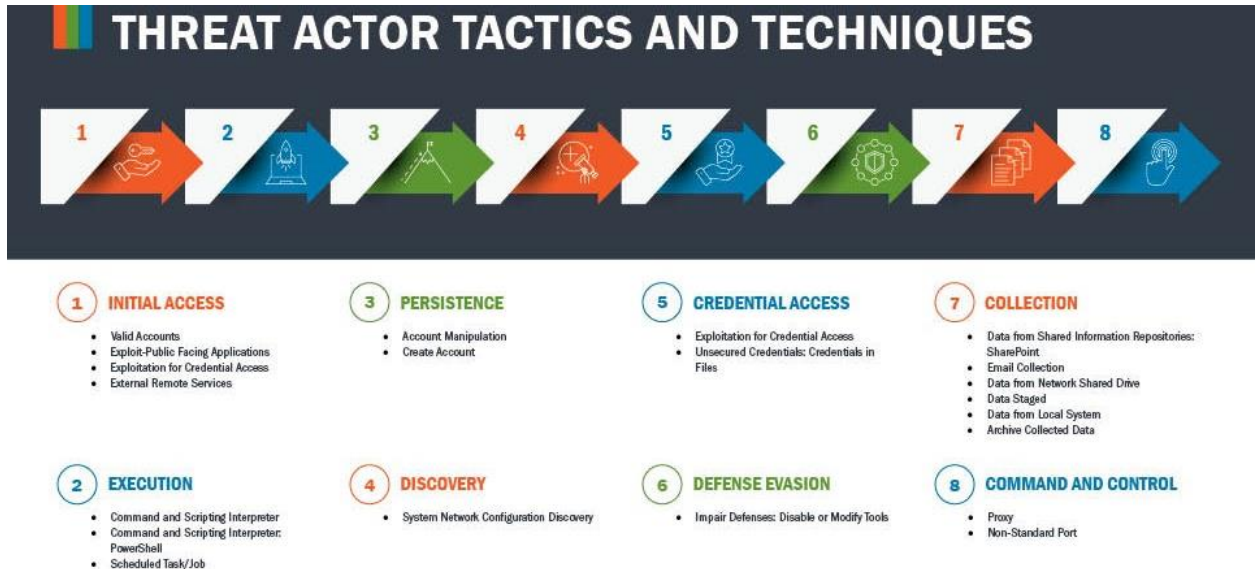 THREAT ACTOR TACTICS AND TECHNIQUES
1
2
3
4
5
6
7
8
1 INITIAL ACCESS
• Valid Accounts
• Exploit-Public Facing Applications
• Exploitation for Credential Access
• External Remote Services
2 EXECUTION
• Command and Scripting Interpreter
• Command and Scripting Interpreter:
PowerShell
• Scheduled Task/Job
3 PERSISTENCE
• Account Manipulation
• Create Account
4 DISCOVERY
• System Network Configuration Discovery
5 CREDENTIAL ACCESS
• Exploitation for Credential Access
• Unsecured Credentials: Credentials in
Files
6 DEFENSE EVASION
• Impair Defenses: Disable or Modify Tools
7 COLLECTION
• Data from Shared Information Repositories:
SharePoint
• Email Collection
• Data from Network Shared Drive
• Data Staged
• Data from Local System
• Archive Collected Data
8 COMMAND AND CONTROL
• Proxy
• Non-Standard Port